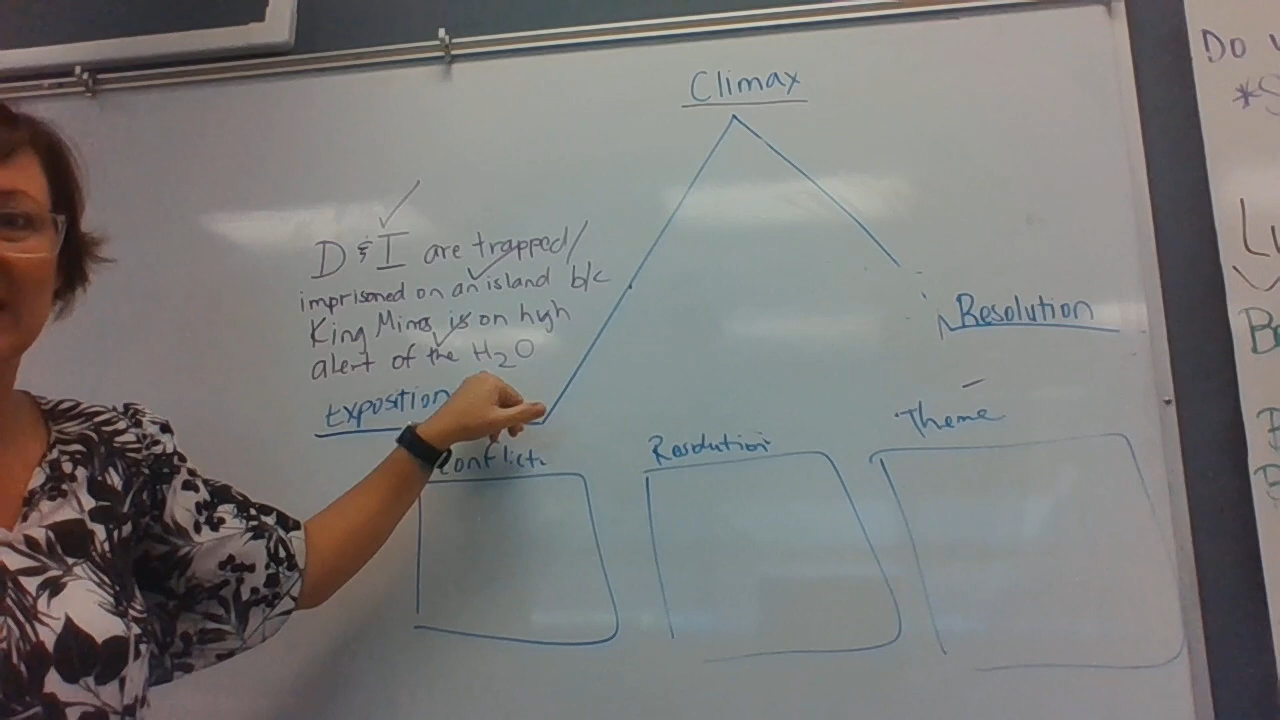 Climax
D & I are trapped/
imprisoned on an island b/c
King Minos is on high
alert of the H2O
Exposition
Resolution
Theme
Conflict
Resolution
Do